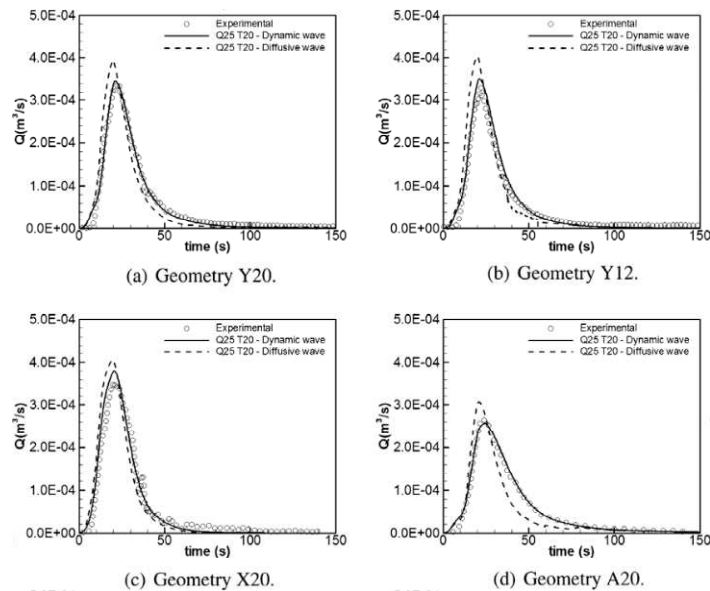 5.0E-04
4.0E-04
3.0E-04
2.0E-04
1.0E-04
0.0E+00
Q(m³/s)
Experimental
Q25 T20 - Dynamic wave
Q25 T20 - Diffusive wave
0 50 100 150
time (s)
(a) Geometry Y20.
5.0E-04
4.0E-04
3.0E-04
2.0E-04
1.0E-04
0.0E+00
Q(m³/s)
Experimental
Q25 T20 - Dynamic wave
Q25 T20 - Diffusive wave
0 50 100 150
time (s)
(b) Geometry Y12.
5.0E-04
4.0E-04
3.0E-04
2.0E-04
1.0E-04
0.0E+00
Q(m³/s)
Experimental
Q25 T20 - Dynamic wave
Q25 T20 - Diffusive wave
0 50 100 150
time (s)
(c) Geometry X20.
5.0E-04
4.0E-04
3.0E-04
2.0E-04
1.0E-04
0.0E+00
Q(m³/s)
Experimental
Q25 T20 - Dynamic wave
Q25 T20 - Diffusive wave
0 50 100 150
time (s)
(d) Geometry A20.